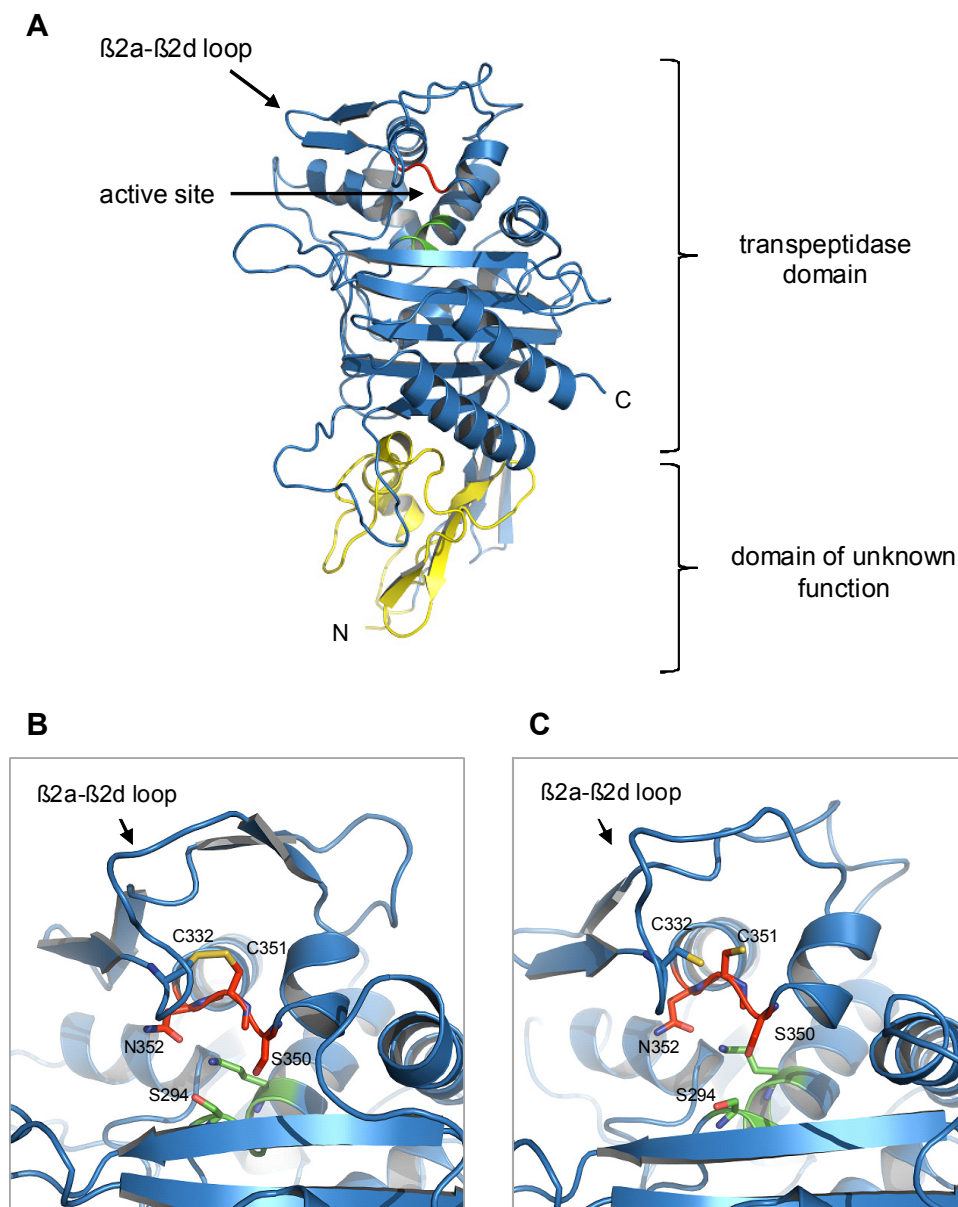 A
ß2a-ß2d loop
active site
transpeptidase
domain
C
domain of unknown
function
N
B
ß2a-ß2d loop
C332
C351
N352
S350
S294
C
ß2a-ß2d loop
C332
C351
N352
S350
S294